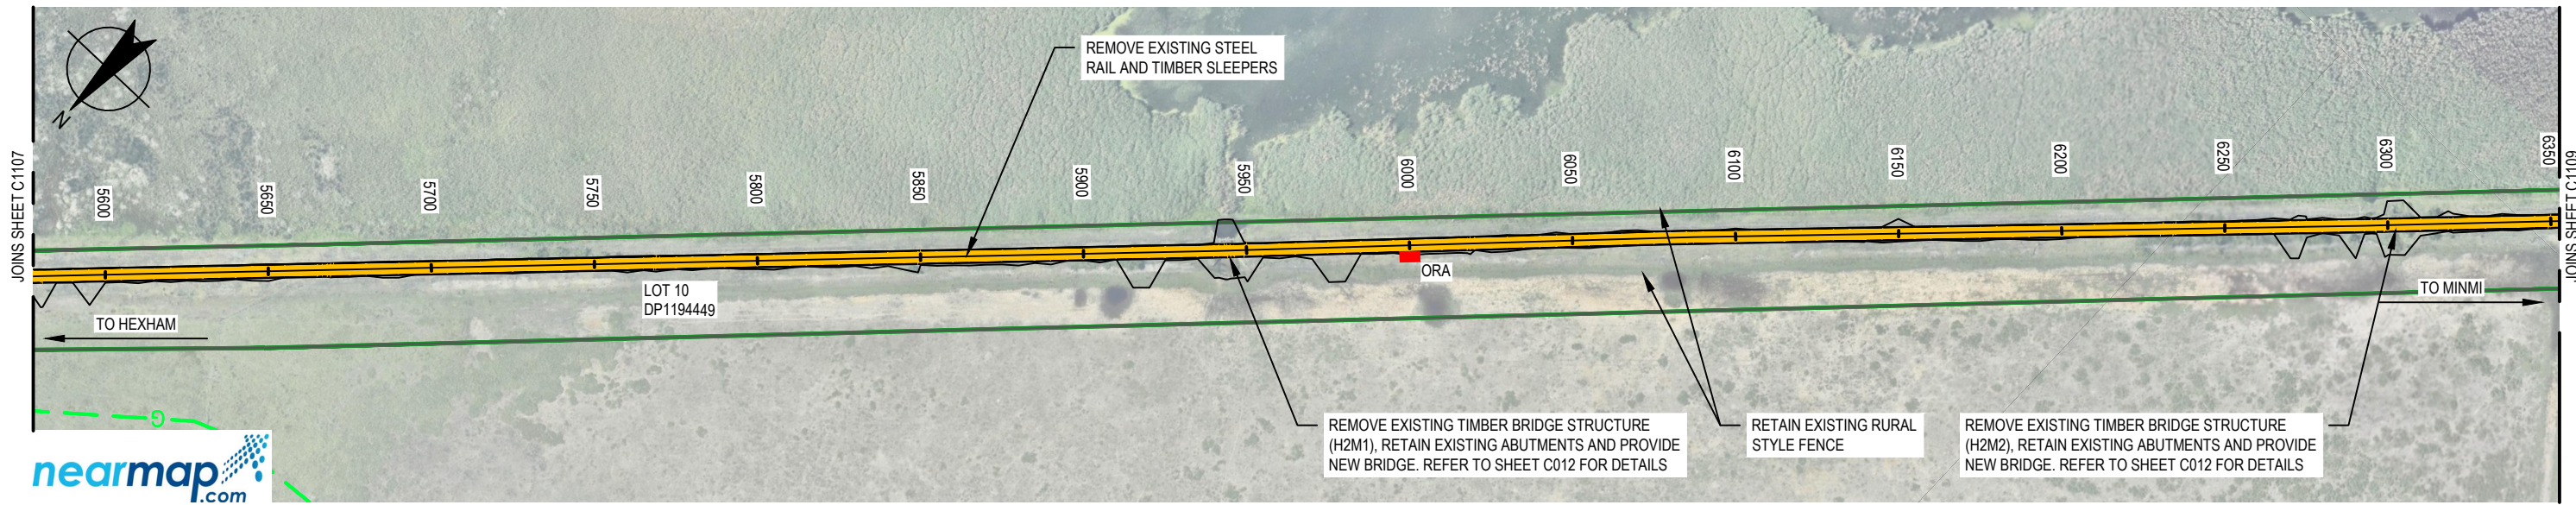 JOINS SHEET C1107
N
REMOVE EXISTING STEEL
RAIL AND TIMBER SLEEPERS
5600
5650
5700
5750
5800
5850
5900
5950
6000
6050
6100
6150
6200
6250
6300
6350
JOINS SHEET C1109
LOT 10
DP1194449
ORA
TO HEXHAM
TO MINMI
G
REMOVE EXISTING TIMBER BRIDGE STRUCTURE
(H2M1), RETAIN EXISTING ABUTMENTS AND PROVIDE
NEW BRIDGE. REFER TO SHEET C012 FOR DETAILS
RETAIN EXISTING RURAL
STYLE FENCE
REMOVE EXISTING TIMBER BRIDGE STRUCTURE
(H2M2), RETAIN EXISTING ABUTMENTS AND PROVIDE
NEW BRIDGE. REFER TO SHEET C012 FOR DETAILS
nearmap
.com